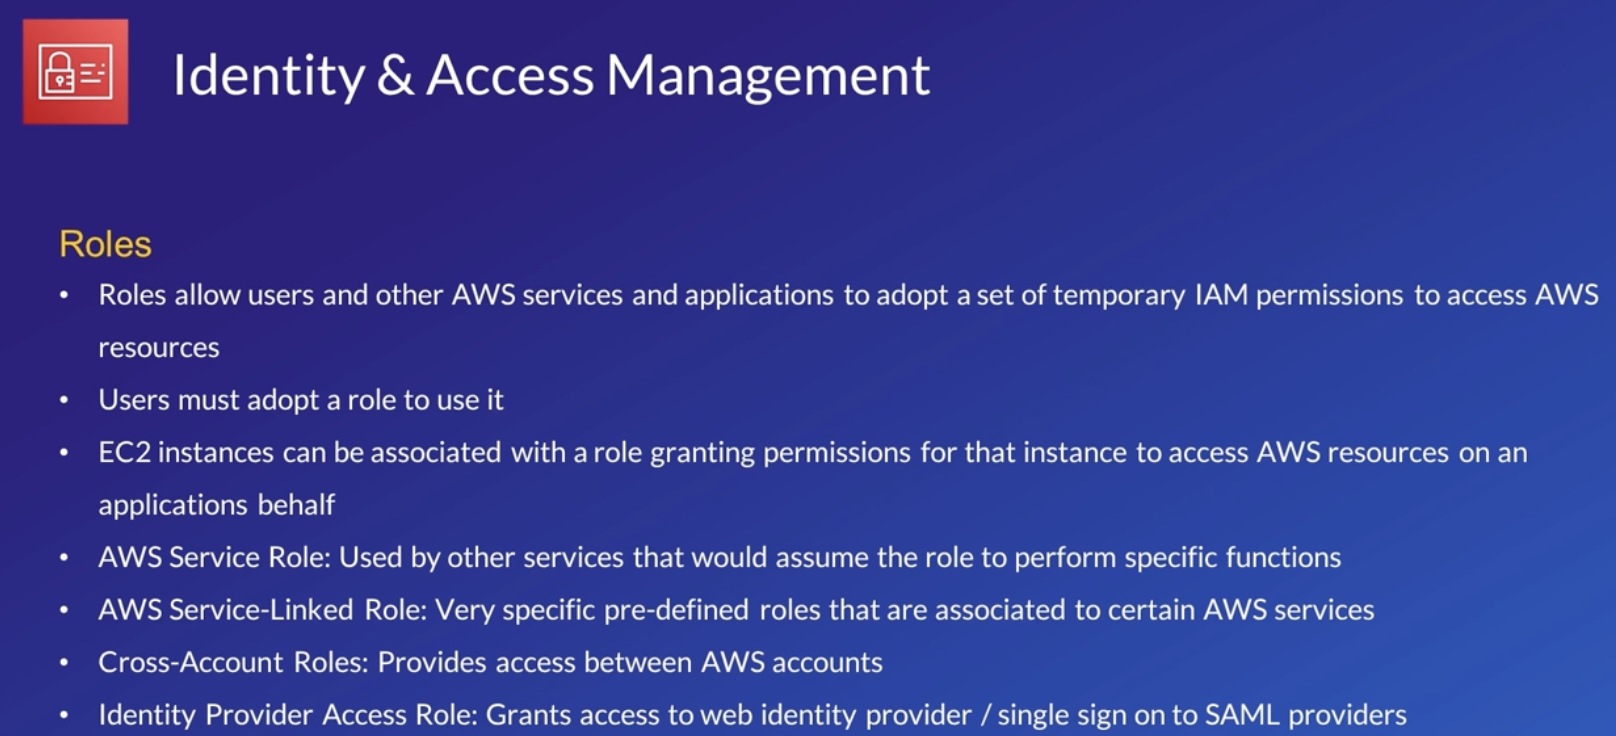 Identity & Access Management
Roles
• Roles allow users and other AWS services and applications to adopt a set of temporary IAM permissions to access AWS
resources
• Users must adopt a role to use it
• EC2 instances can be associated with a role granting permissions for that instance to access AWS resources on an
applications behalf
• AWS Service Role: Used by other services that would assume the role to perform specific functions
• AWS Service-Linked Role: Very specific pre-defined roles that are associated to certain AWS services
• Cross-Account Roles: Provides access between AWS accounts
• Identity Provider Access Role: Grants access to web identity provider / single sign on to SAML providers